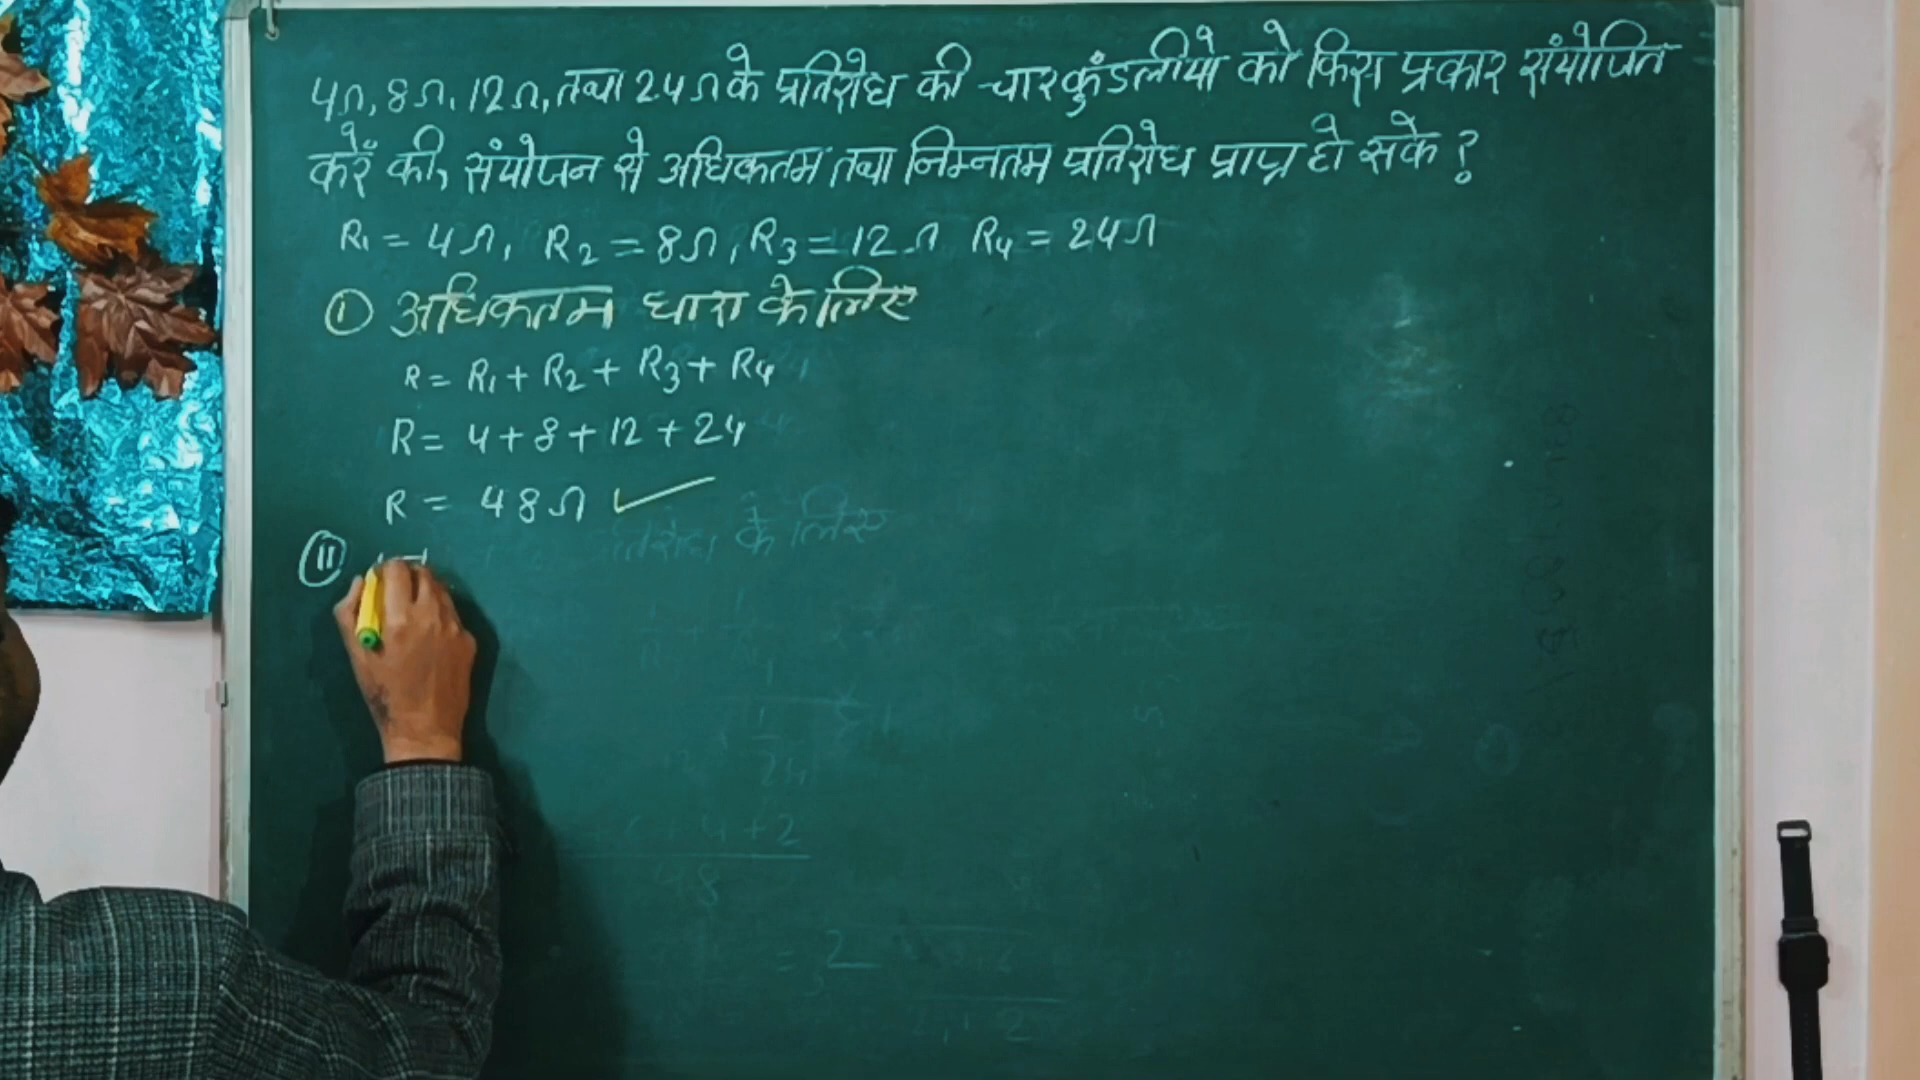 4Ω, 8Ω, 12Ω, तथा 24Ω के प्रतिरोध की चार कुंडलीयो को किस प्रकार संयोजित
करें की, संयोजन से अधिकतम तथा निम्नतम प्रतिरोध प्राप्त हो सके ?
R₁ = 4Ω, R₂ = 8Ω, R₃ = 12Ω R₄ = 24Ω
① अधिकतम धारा के लिए
R = R₁ + R₂ + R₃ + R₄
R = 4 + 8 + 12 + 24
R = 48Ω ✓
(II)